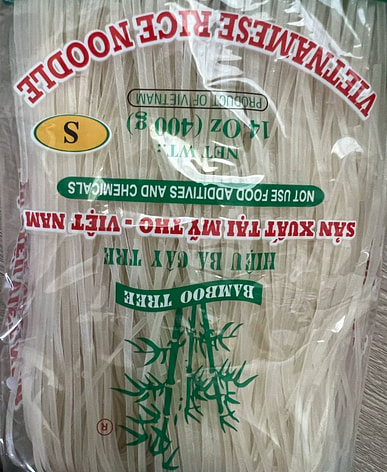 ®
BAMBOO TREE
HIỆU BA CÂY TRE
SẢN XUẤT TẠI MỸ THO - VIỆT NAM
NOT USE FOOD ADDITIVES AND CHEMICALS
NET WT.:
14 Oz (400 g)
S
PRODUCT OF VIETNAM
VIETNAMESE RICE NOODLE